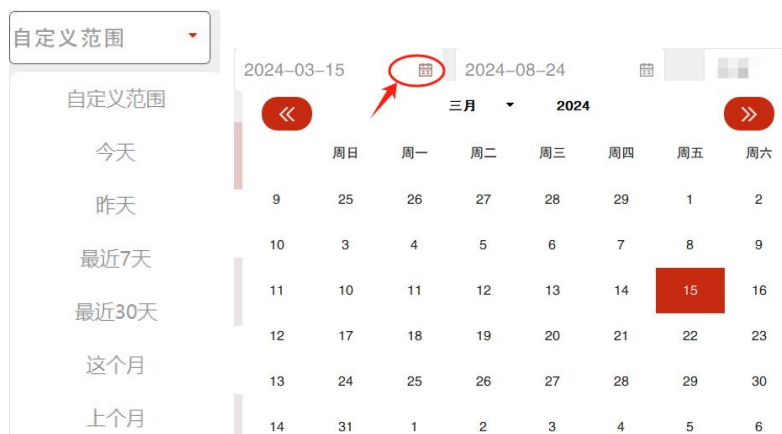 自定义范围
自定义范围
今天
昨天
最近7天
最近30天
这个月
上个月
2024-03-15 2024-08-24
三月 2024
周日 周一 周二 周三 周四 周五 周六
9 25 26 27 28 29 1 2
10 3 4 5 6 7 8 9
11 10 11 12 13 14 15 16
12 17 18 19 20 21 22 23
13 24 25 26 27 28 29 30
14 31 1 2 3 4 5 6